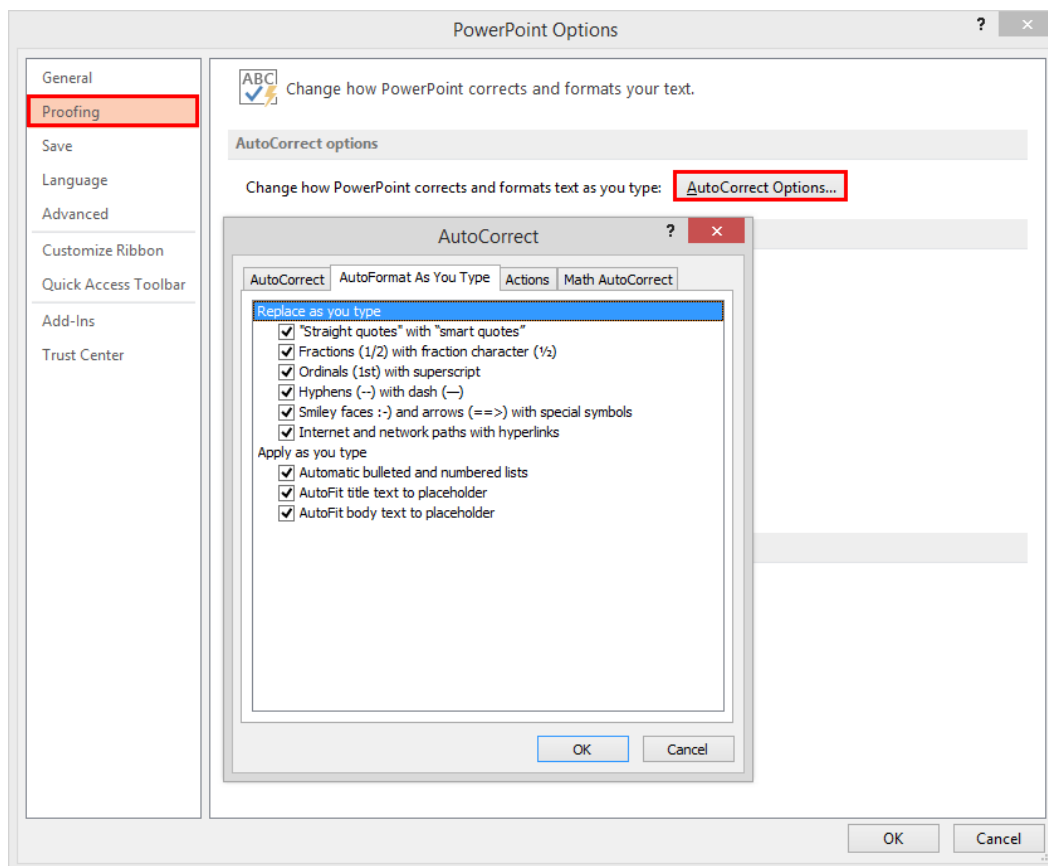 PowerPoint Options
? ×
General
Proofing
Save
Language
Advanced
Customize Ribbon
Quick Access Toolbar
Add-Ins
Trust Center
ABC
Change how PowerPoint corrects and formats your text.
AutoCorrect options
Change how PowerPoint corrects and formats text as you type:
AutoCorrect Options...
AutoCorrect
? ×
AutoCorrect AutoFormat As You Type Actions Math AutoCorrect
Replace as you type
"Straight quotes" with “smart quotes”
Fractions (1/2) with fraction character (½)
Ordinals (1st) with superscript
Hyphens (--) with dash (—)
Smiley faces :-) and arrows (==>) with special symbols
Internet and network paths with hyperlinks
Apply as you type
Automatic bulleted and numbered lists
AutoFit title text to placeholder
AutoFit body text to placeholder
OK Cancel
OK Cancel